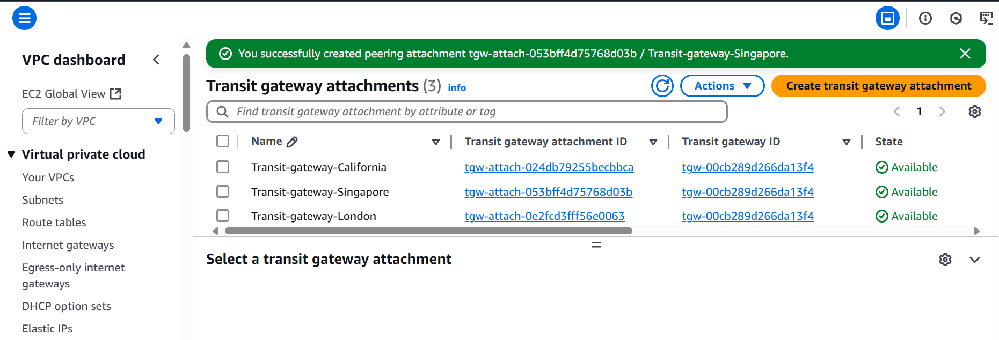 VPC dashboard
EC2 Global View
Filter by VPC
Virtual private cloud
Your VPCs
Subnets
Route tables
Internet gateways
Egress-only internet
gateways
DHCP option sets
Elastic IPs
You successfully created peering attachment tgw-attach-053bff4d75768d03b / Transit-gateway-Singapore.
Transit gateway attachments (3) info
Actions
Create transit gateway attachment
Find transit gateway attachment by attribute or tag
1
Name Transit gateway attachment ID Transit gateway ID State
Transit-gateway-California tgw-attach-024db79255becbbca tgw-00cb289d266da13f4 Available
Transit-gateway-Singapore tgw-attach-053bff4d75768d03b tgw-00cb289d266da13f4 Available
Transit-gateway-London tgw-attach-0e2fcd3fff56e0063 tgw-00cb289d266da13f4 Available
Select a transit gateway attachment